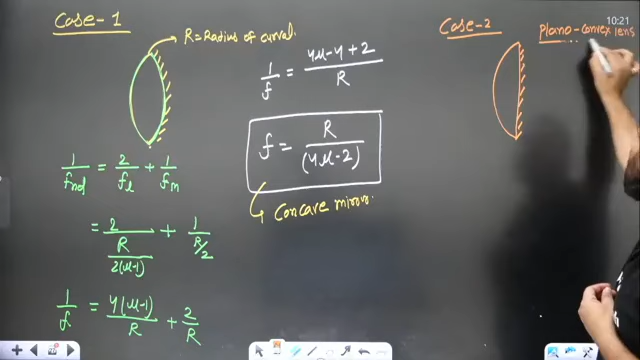 Case-1
R = Radius of curvat.
1/f_nd = 2/f_l + 1/f_m
= 2/(R/2(μ-1)) + 1/(R/2)
1/f = 4(μ-1)/R + 2/R
1/f = (4μ-4+2)/R
f = R/(4μ-2)
Concave mirror.
Case-2
Plano-convex lens
10:21